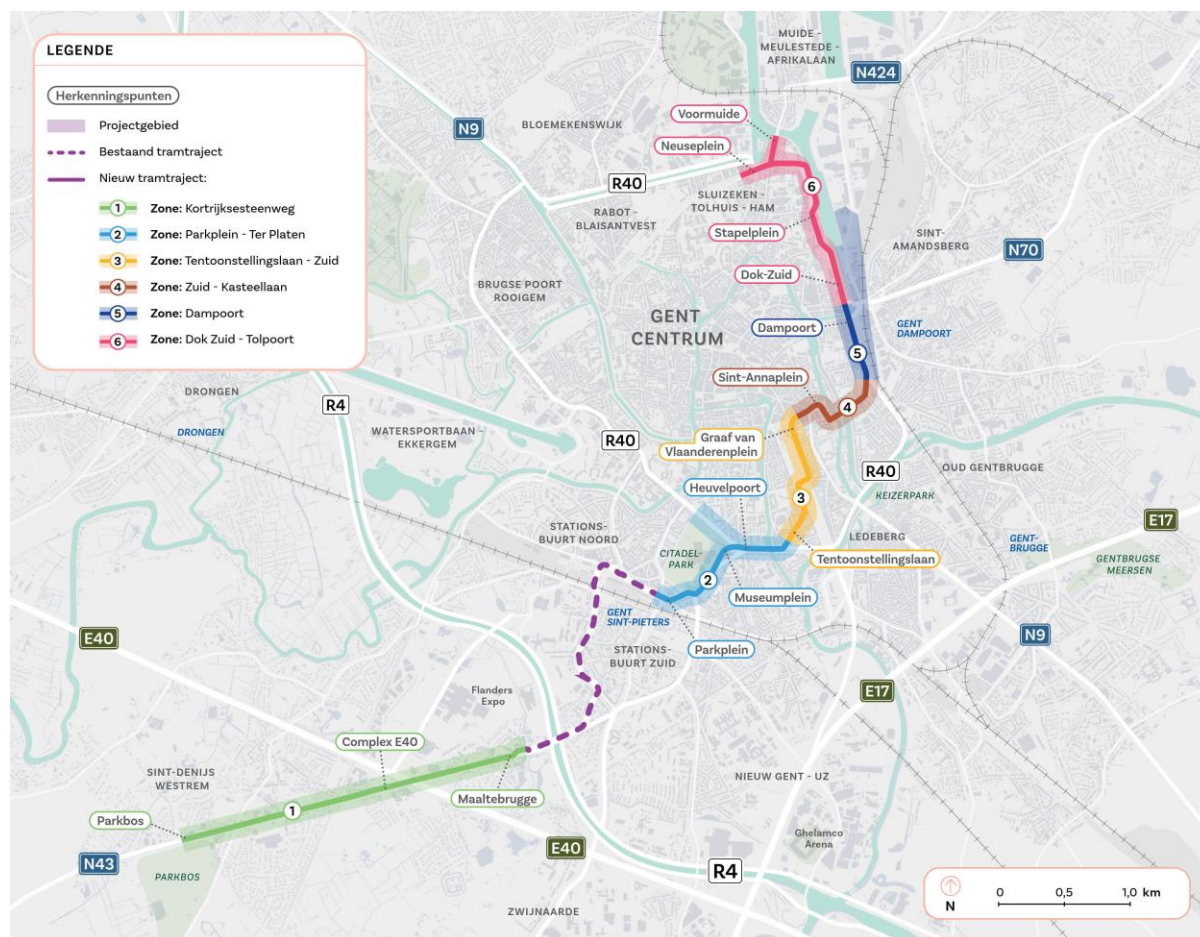 LEGENDE
Herkenningspunten
Projectgebied
Bestaand tramtraject
Nieuw tramtraject:
1 Zone: Kortrijksesteenweg
2 Zone: Parkplein - Ter Platen
3 Zone: Tentoonstellingslaan - Zuid
4 Zone: Zuid - Kasteellaan
5 Zone: Dampoort
6 Zone: Dok Zuid - Tolpoort
MUIDE -
MEULESTEDE -
AFRIKALAAN
N424
Voormuide
N9
BLOEMEKENSWIJK
Neuseplein
R40
6
SLUIZEKEN -
TOLHUIS - HAM
RABOT -
BLAISANTVEST
Stapelplein
SINT-
AMANDSBERG
N70
Dok-Zuid
BRUGSE POORT
ROOIGEM
GENT
CENTRUM
Dampoort
GENT
DAMPOORT
5
Sint-Annaplein
4
DRONGEN
R4
DRONGEN
WATERSPORTBAAN -
EKKERGEM
R40
Graaf van
Vlaanderenplein
R40
OUD GENTBRUGGE
Heuvelpoort
3
KEIZERPARK
E17
STATIONS-
BUURT NOORD
LEDEBERG
GENT-
BRUGGE
GENTBRUGSE
MEERSEN
CITADEL-
PARK
Tentoonstellingslaan
2
Museumplein
GENT
SINT-PIETERS
N9
E40
STATIONS-
BUURT ZUID
Parkplein
E17
Flanders
Expo
Complex E40
SINT-DENIJS
WESTREM
NIEUW GENT - UZ
Maaltebrugge
1
Parkbos
Ghelamco
Arena
E40
N43
R4
PARKBOS
N
0 0,5 1,0 km
ZWIJNAARDE